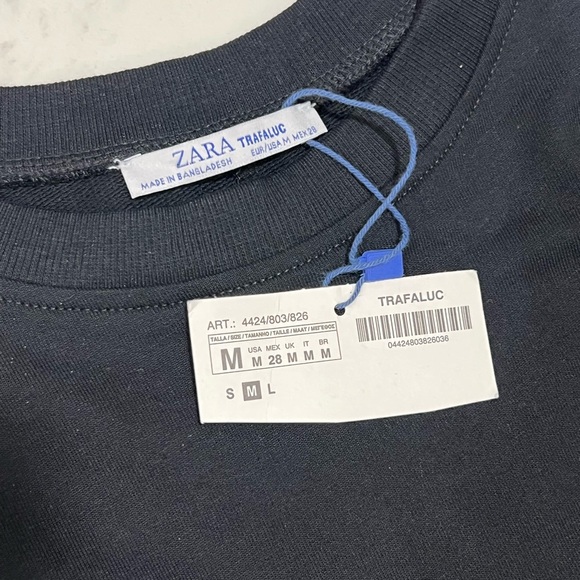 ZARA TRAFALUC
MADE IN BANGLADESH EUR/USA M MEX 28
TRAFALUC
ART.: 4424/803/826
TALLA / SIZE / TAMANHO / TAILLE / MAAT / ΜΕΓΕΘΟΣ
M
USA MEX UK IT BR
M 28 M M M
S M L
04424803826036